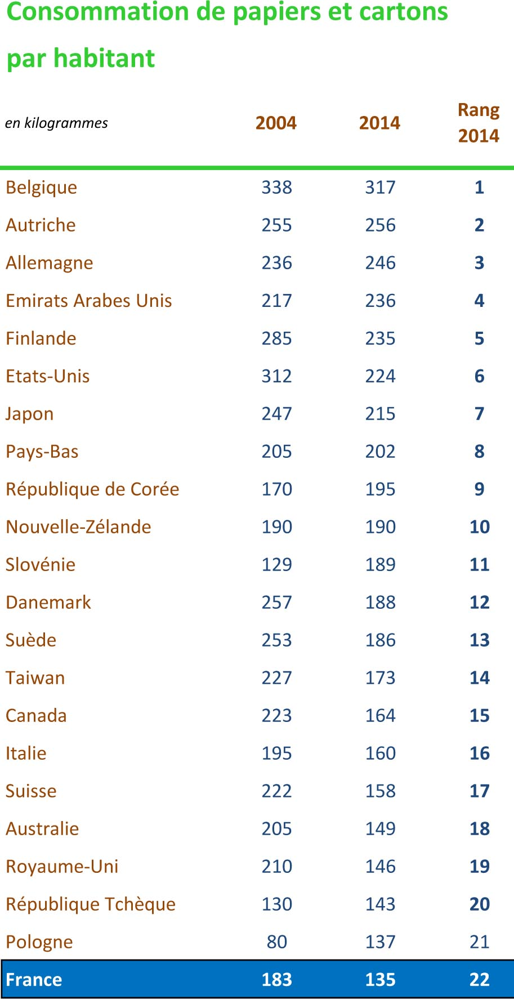 Consommation de papiers et cartons
par habitant
en kilogrammes 2004 2014 Rang 2014
Belgique 338 317 1
Autriche 255 256 2
Allemagne 236 246 3
Emirats Arabes Unis 217 236 4
Finlande 285 235 5
Etats-Unis 312 224 6
Japon 247 215 7
Pays-Bas 205 202 8
République de Corée 170 195 9
Nouvelle-Zélande 190 190 10
Slovénie 129 189 11
Danemark 257 188 12
Suède 253 186 13
Taiwan 227 173 14
Canada 223 164 15
Italie 195 160 16
Suisse 222 158 17
Australie 205 149 18
Royaume-Uni 210 146 19
République Tchèque 130 143 20
Pologne 80 137 21
France 183 135 22